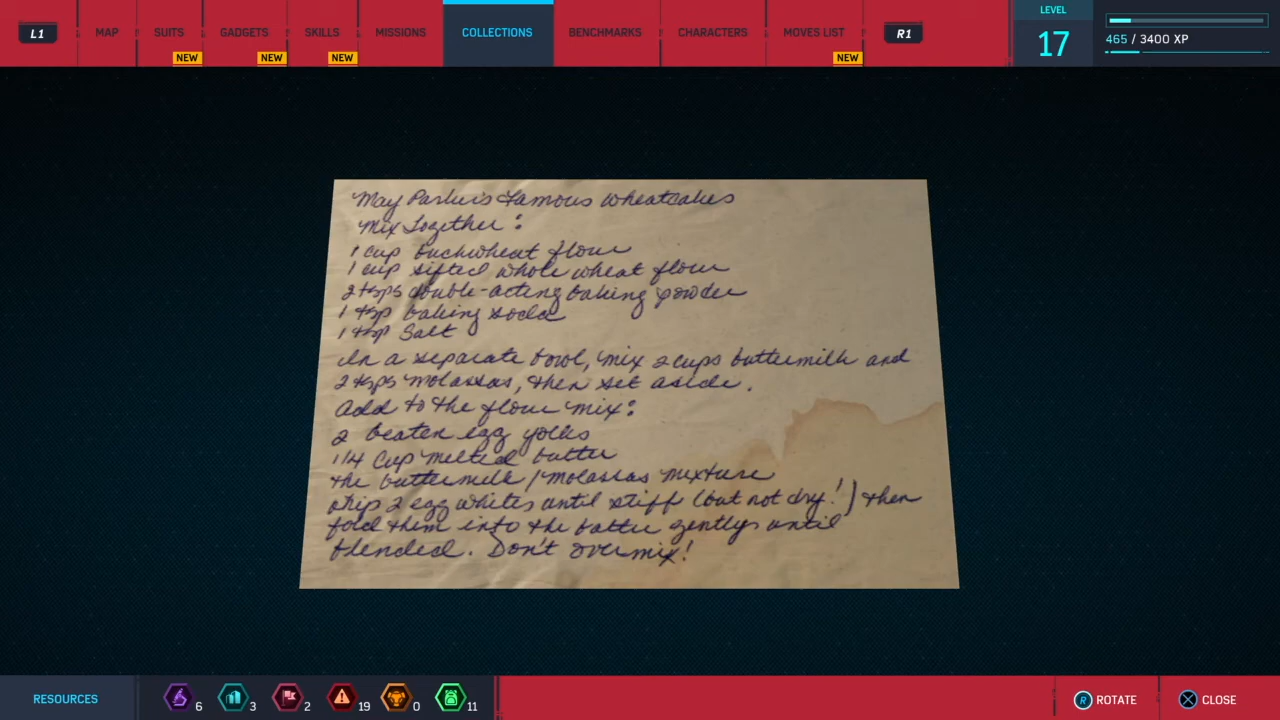 L1
MAP
SUITS
NEW
GADGETS
NEW
SKILLS
NEW
MISSIONS
COLLECTIONS
BENCHMARKS
CHARACTERS
MOVES LIST
NEW
R1
LEVEL
17
465 / 3400 XP
May Parker's Famous Wheatcakes
Mix Together:
1 cup buckwheat flour
1 cup sifted whole wheat flour
2 tsps double-acting baking powder
1 tsp baking soda
1 tsp Salt
In a separate bowl, mix 2 cups buttermilk and
2 tsps molassas, then set aside.
Add to the flour mix:
2 beaten egg yolks
1/4 Cup melted butter
the buttermilk / molassas mixture
whip 2 egg whites until stiff (but not dry!) then
fold them into the batter gently until
blended. Don't overmix!
RESOURCES
6
3
2
19
0
11
R ROTATE
CLOSE